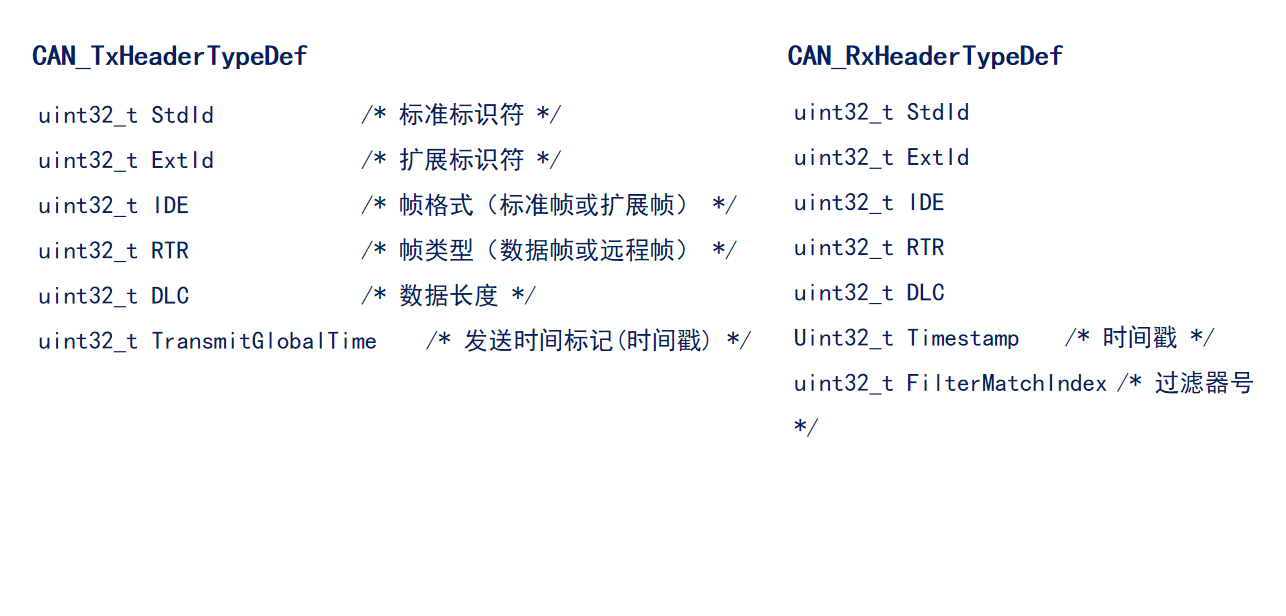 CAN_TxHeaderTypeDef
uint32_t StdId /* 标准标识符 */
uint32_t ExtId /* 扩展标识符 */
uint32_t IDE /* 帧格式（标准帧或扩展帧） */
uint32_t RTR /* 帧类型（数据帧或远程帧） */
uint32_t DLC /* 数据长度 */
uint32_t TransmitGlobalTime /* 发送时间标记(时间戳) */
CAN_RxHeaderTypeDef
uint32_t StdId
uint32_t ExtId
uint32_t IDE
uint32_t RTR
uint32_t DLC
Uint32_t Timestamp /* 时间戳 */
uint32_t FilterMatchIndex /* 过滤器号
*/